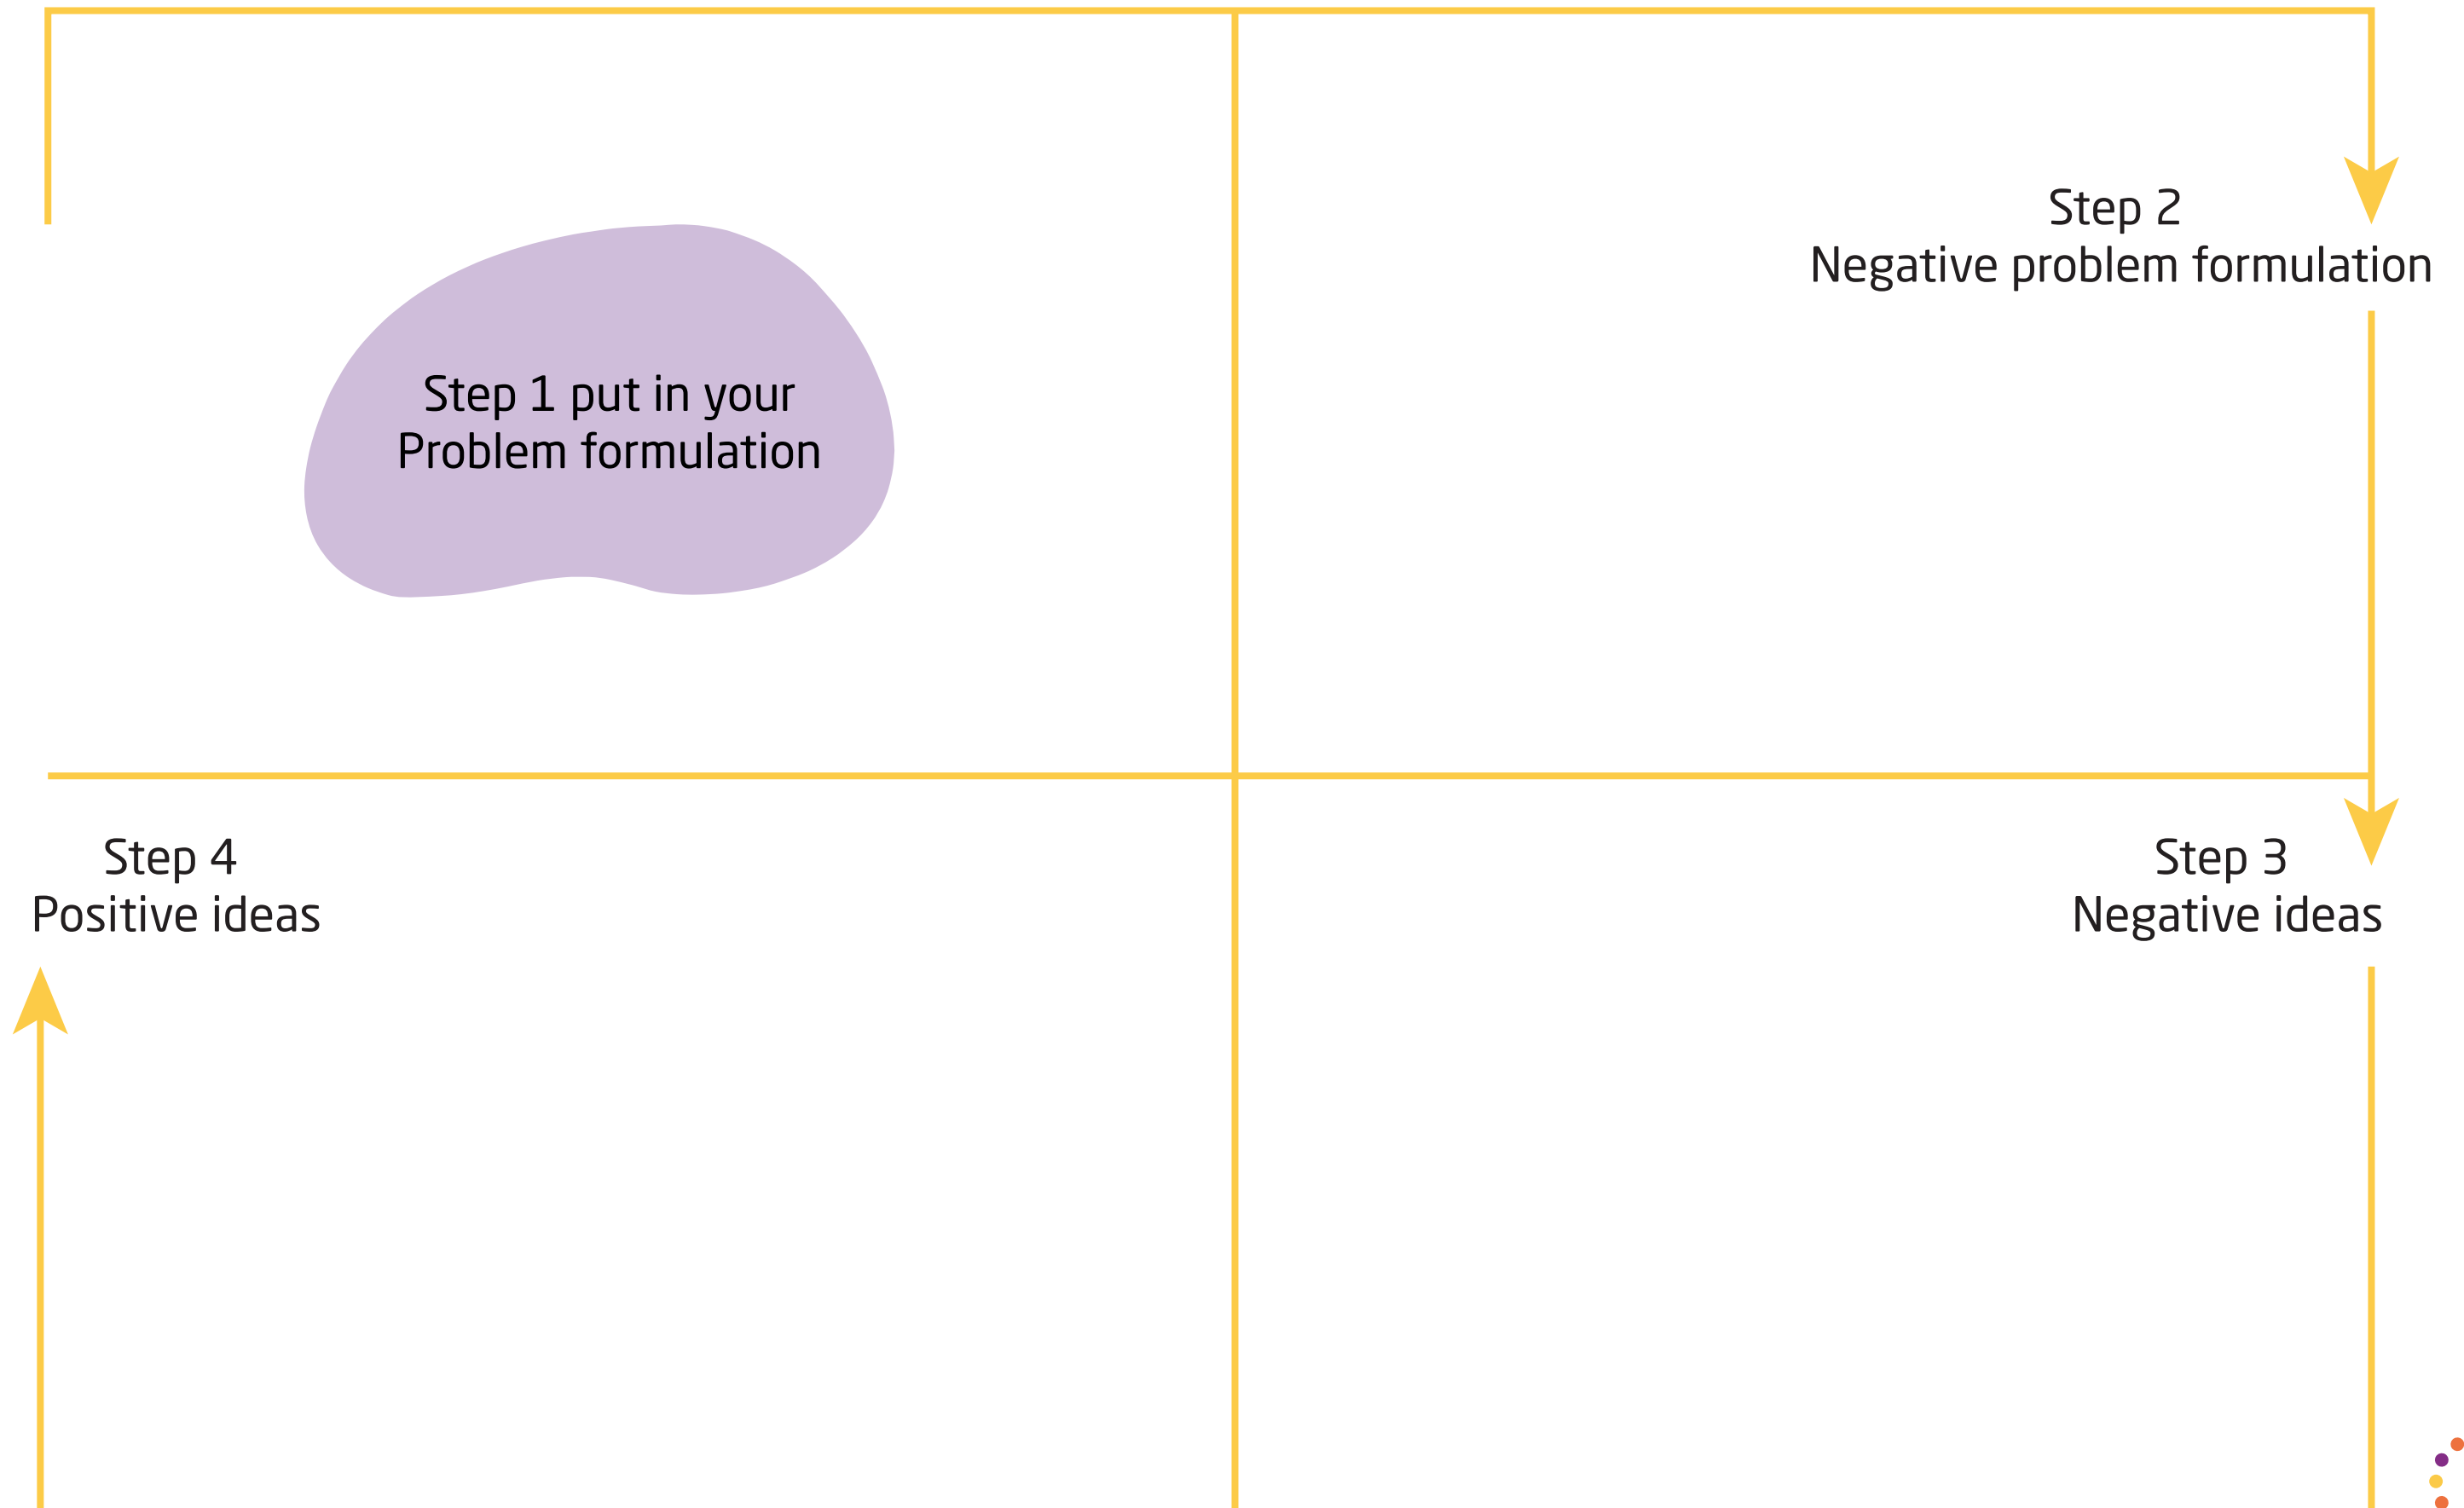 Step 1 put in your
Problem formulation
Step 2
Negative problem formulation
Step 3
Negative ideas
Step 4
Positive ideas